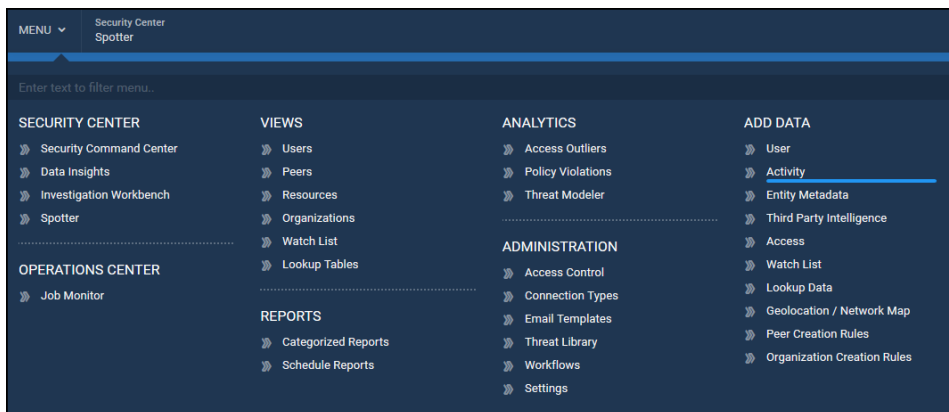 MENU
Security Center
Spotter
Enter text to filter menu..
SECURITY CENTER
Security Command Center
Data Insights
Investigation Workbench
Spotter
OPERATIONS CENTER
Job Monitor
VIEWS
Users
Peers
Resources
Organizations
Watch List
Lookup Tables
REPORTS
Categorized Reports
Schedule Reports
ANALYTICS
Access Outliers
Policy Violations
Threat Modeler
ADMINISTRATION
Access Control
Connection Types
Email Templates
Threat Library
Workflows
Settings
ADD DATA
User
Activity
Entity Metadata
Third Party Intelligence
Access
Watch List
Lookup Data
Geolocation / Network Map
Peer Creation Rules
Organization Creation Rules